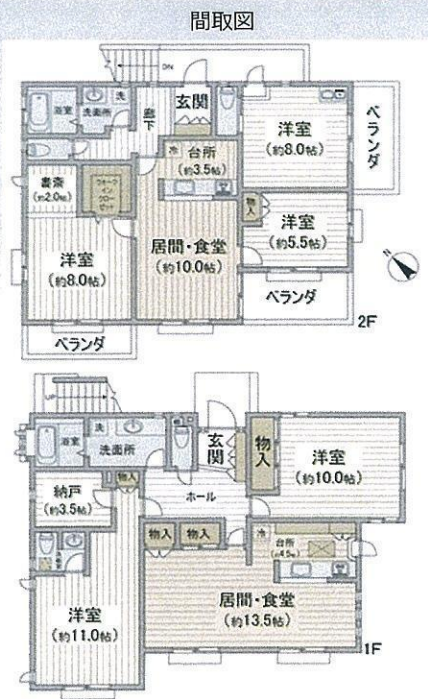 間取図
DN
浴室
洗面所
洗
廊下
玄関
洋室
(約8.0帖)
ベランダ
冷
台所
(約3.5帖)
書斎
(約2.0帖)
ウォークインクローゼット
物入
洋室
(約5.5帖)
洋室
(約8.0帖)
居間・食堂
(約10.0帖)
ベランダ
ベランダ
N
2F
UP
浴室
洗
洗面所
玄関
物入
洋室
(約10.0帖)
納戸
(約3.5帖)
物入
ホール
物入
物入
冷
台所
(約4.5帖)
洗面室
洋室
(約11.0帖)
居間・食堂
(約13.5帖)
1F